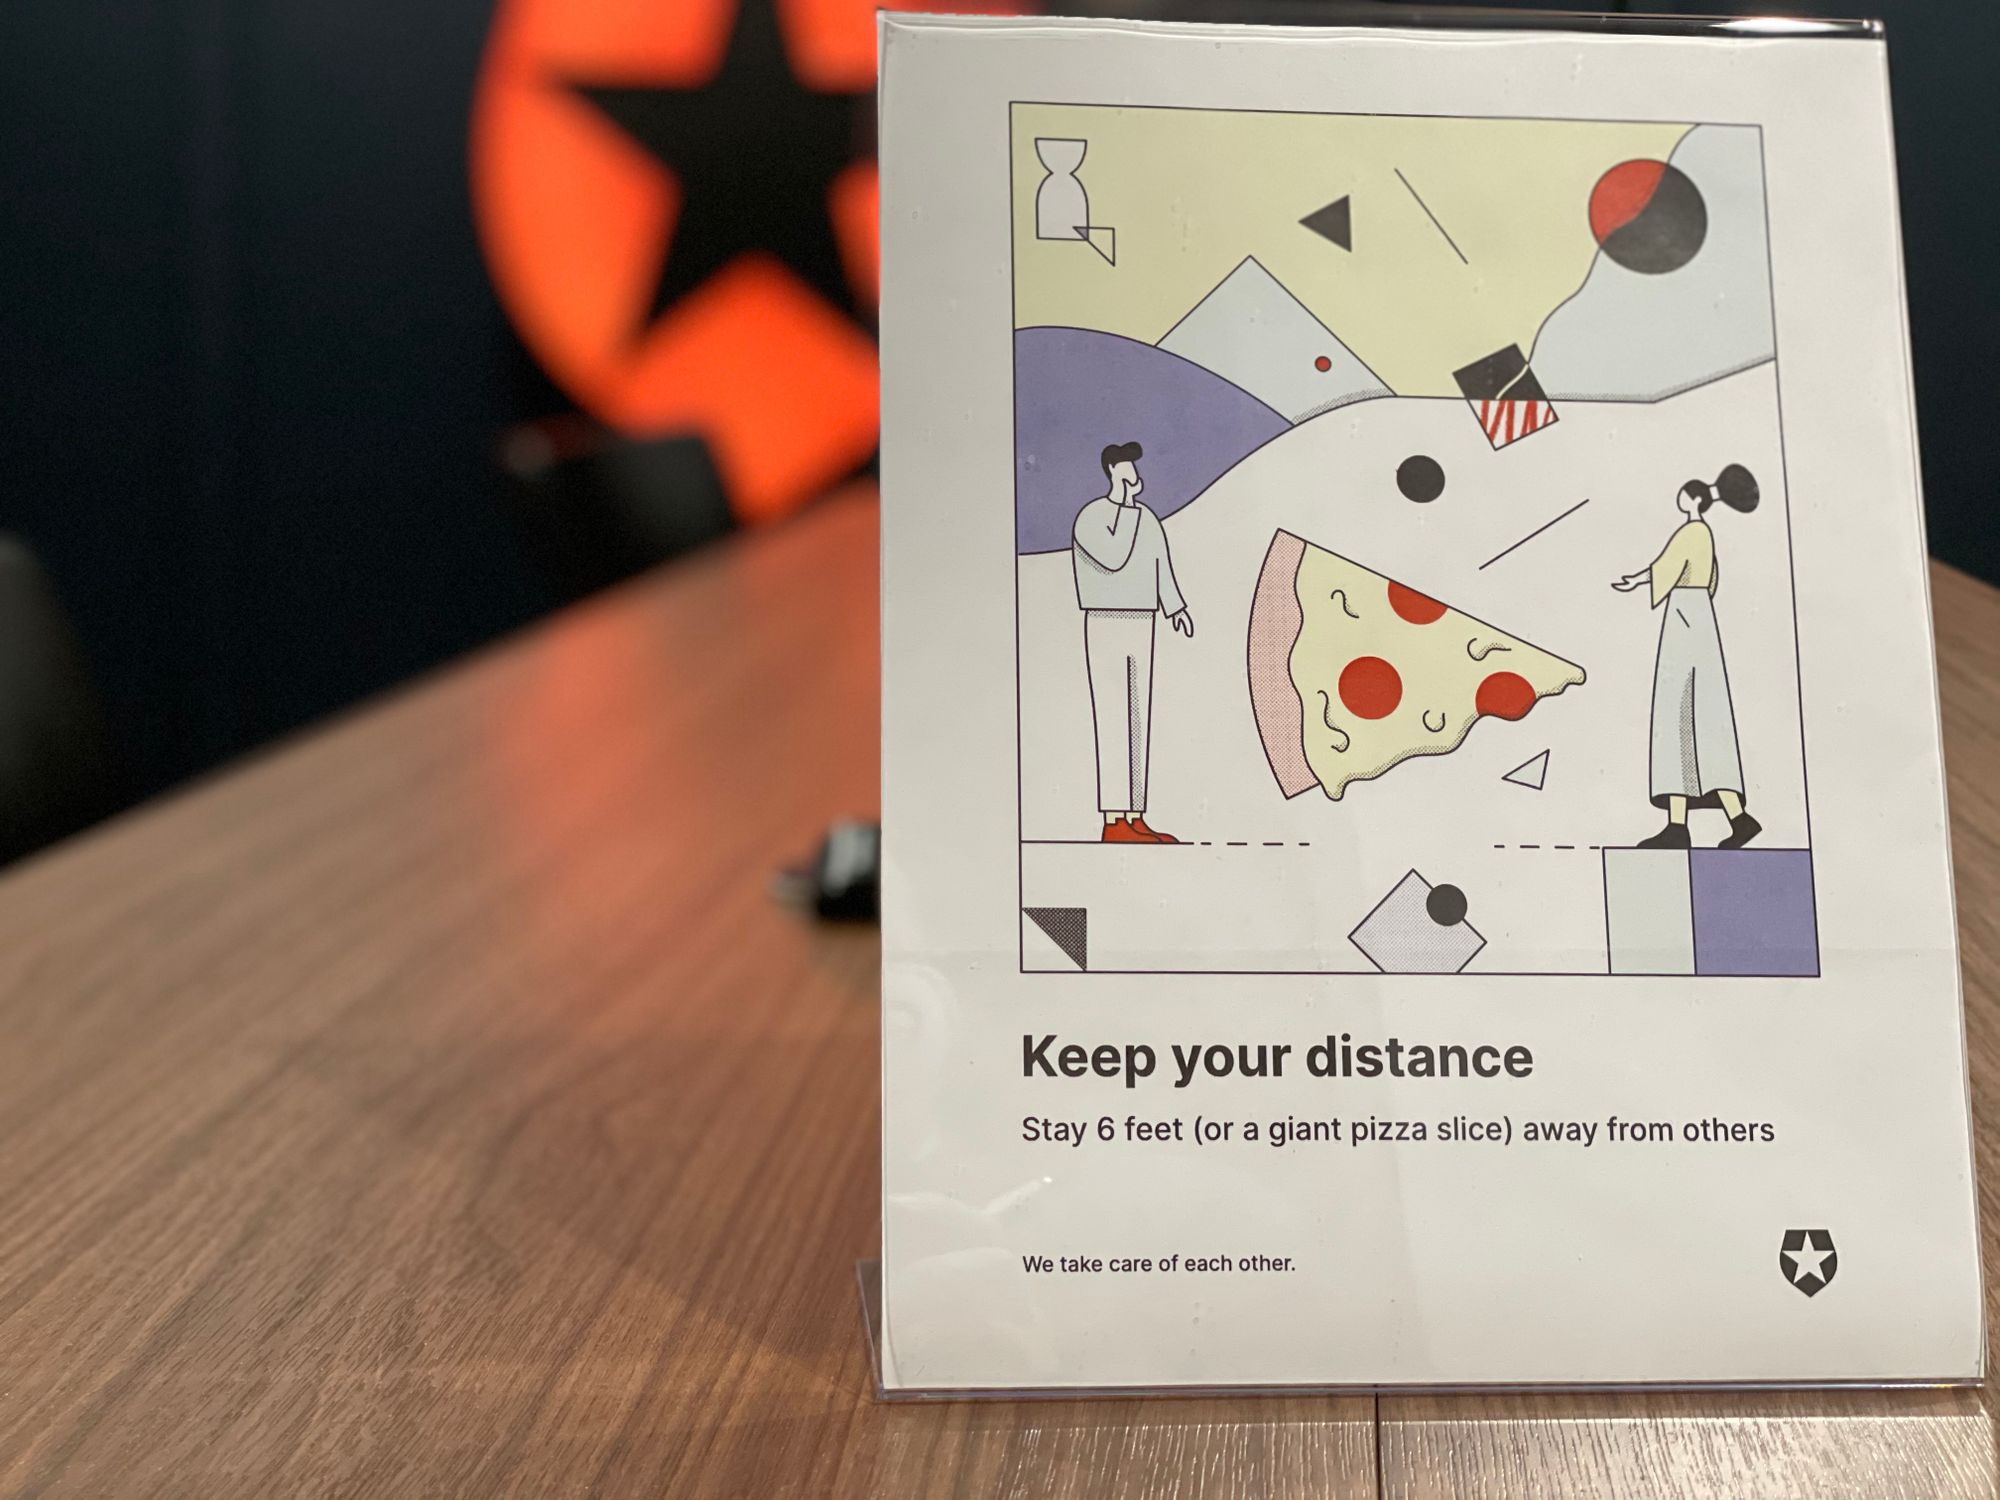 Keep your distance
Stay 6 feet (or a giant pizza slice) away from others
We take care of each other.